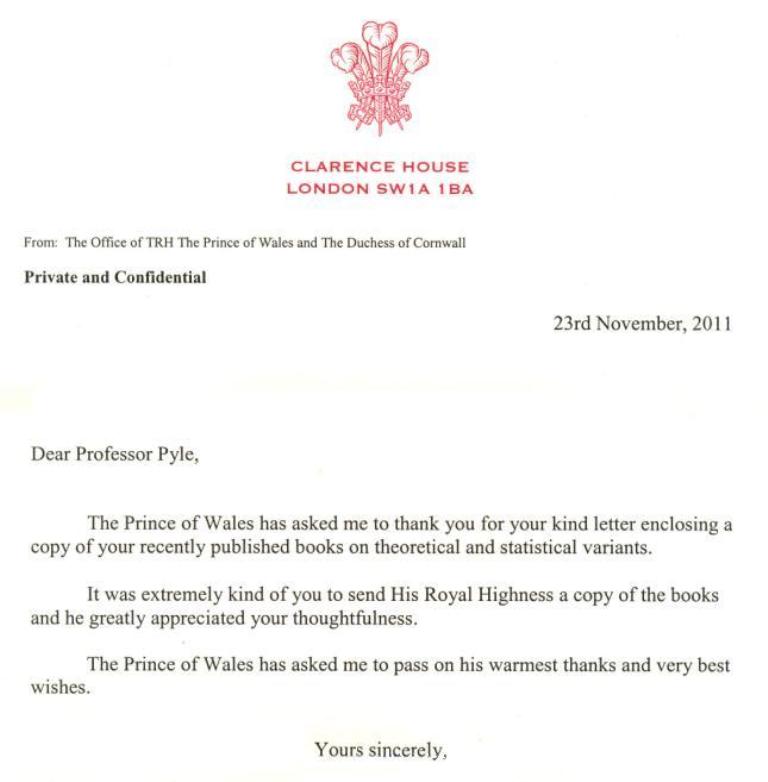 CLARENCE HOUSE
LONDON SW1A 1BA
From: The Office of TRH The Prince of Wales and The Duchess of Cornwall
Private and Confidential
23rd November, 2011
Dear Professor Pyle,
The Prince of Wales has asked me to thank you for your kind letter enclosing a
copy of your recently published books on theoretical and statistical variants.
It was extremely kind of you to send His Royal Highness a copy of the books
and he greatly appreciated your thoughtfulness.
The Prince of Wales has asked me to pass on his warmest thanks and very best
wishes.
Yours sincerely,